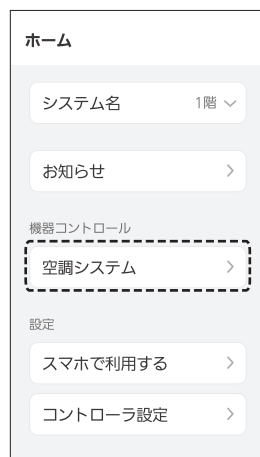 ホーム
システム名 1階
お知らせ
機器コントロール
空調システム
設定
スマホで利用する
コントローラ設定